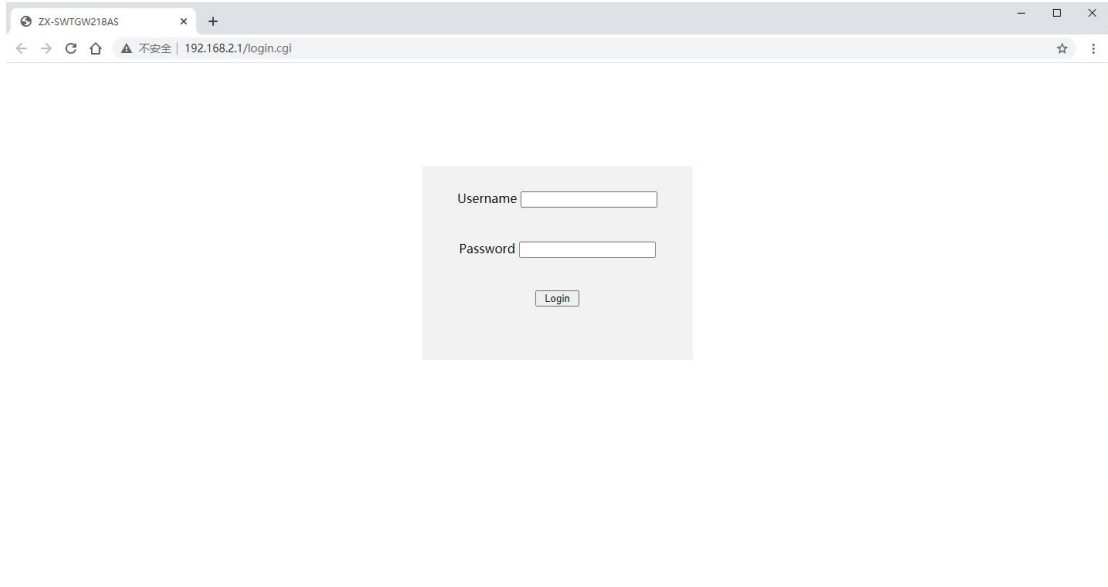 ZX-SWTGW218AS
不安全 | 192.168.2.1/login.cgi
Username
Password
Login